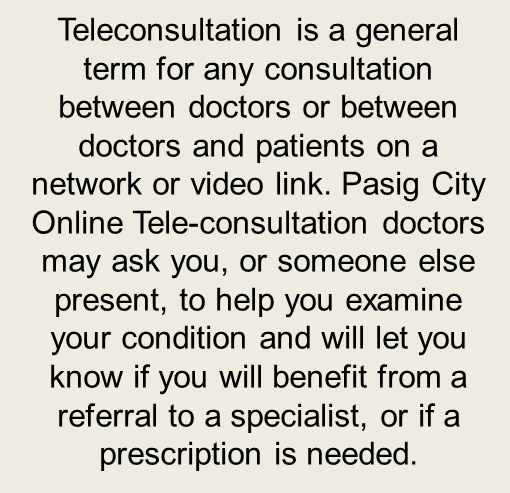 Teleconsultation is a general
term for any consultation
between doctors or between
doctors and patients on a
network or video link. Pasig City
Online Tele-consultation doctors
may ask you, or someone else
present, to help you examine
your condition and will let you
know if you will benefit from a
referral to a specialist, or if a
prescription is needed.